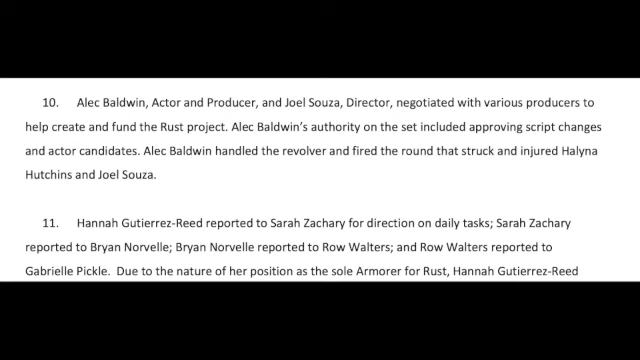 10. Alec Baldwin, Actor and Producer, and Joel Souza, Director, negotiated with various producers to
help create and fund the Rust project. Alec Baldwin’s authority on the set included approving script changes
and actor candidates. Alec Baldwin handled the revolver and fired the round that struck and injured Halyna
Hutchins and Joel Souza.
11. Hannah Gutierrez-Reed reported to Sarah Zachary for direction on daily tasks; Sarah Zachary
reported to Bryan Norvelle; Bryan Norvelle reported to Row Walters; and Row Walters reported to
Gabrielle Pickle. Due to the nature of her position as the sole Armorer for Rust, Hannah Gutierrez-Reed